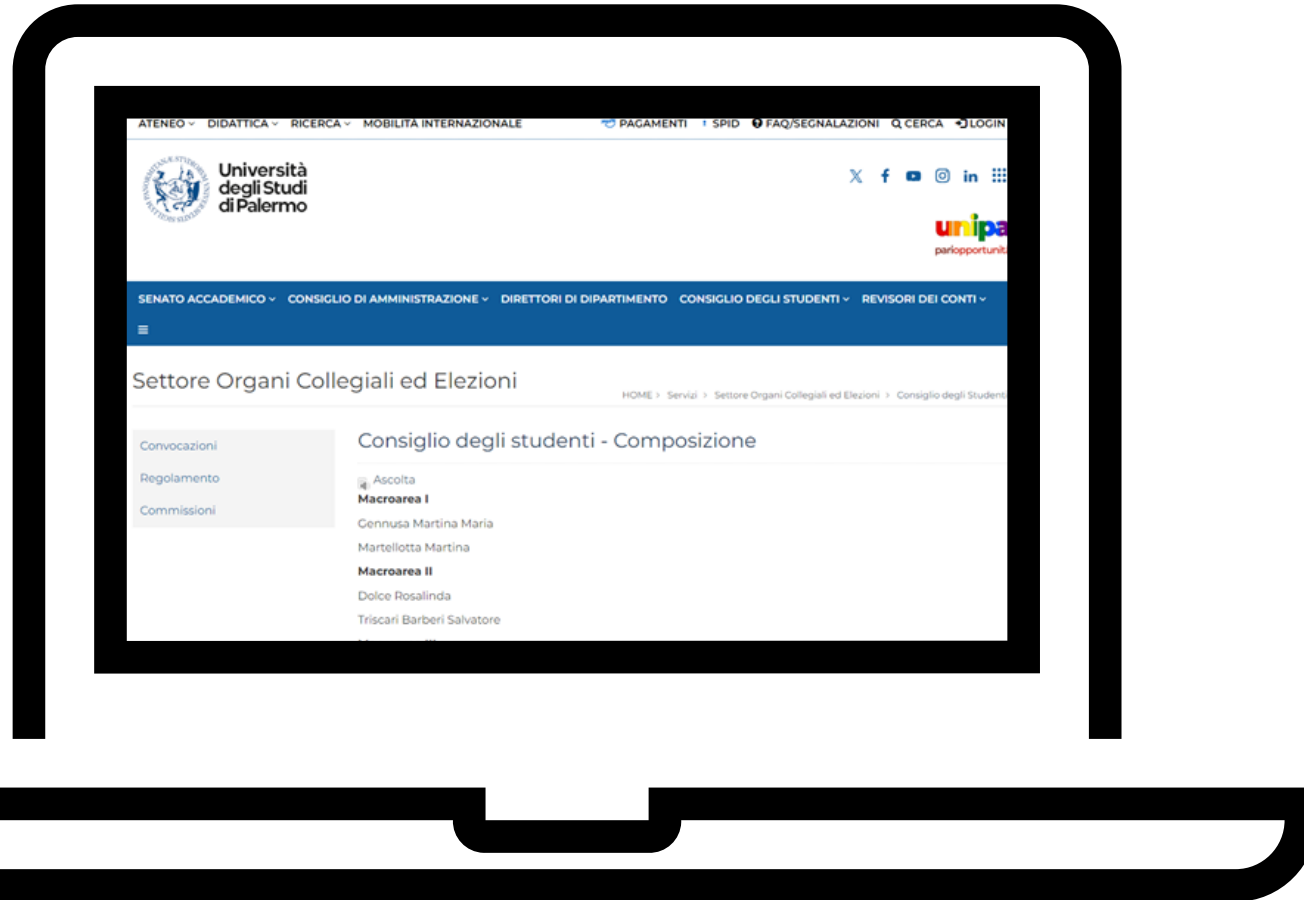 ATENEO DIDATTICA RICERCA MOBILITÀ INTERNAZIONALE PAGAMENTI SPID FAQ/SEGNALAZIONI CERCA LOGIN
Università
degli Studi
di Palermo
unipa
pariopportunità
SENATO ACCADEMICO CONSIGLIO DI AMMINISTRAZIONE DIRETTORI DI DIPARTIMENTO CONSIGLIO DEGLI STUDENTI REVISORI DEI CONTI
Settore Organi Collegiali ed Elezioni
HOME > Servizi > Settore Organi Collegiali ed Elezioni > Consiglio degli Studenti
Convocazioni
Regolamento
Commissioni
Consiglio degli studenti - Composizione
Ascolta
Macroarea I
Gennusa Martina Maria
Martellotta Martina
Macroarea II
Dolce Rosalinda
Triscari Barberi Salvatore